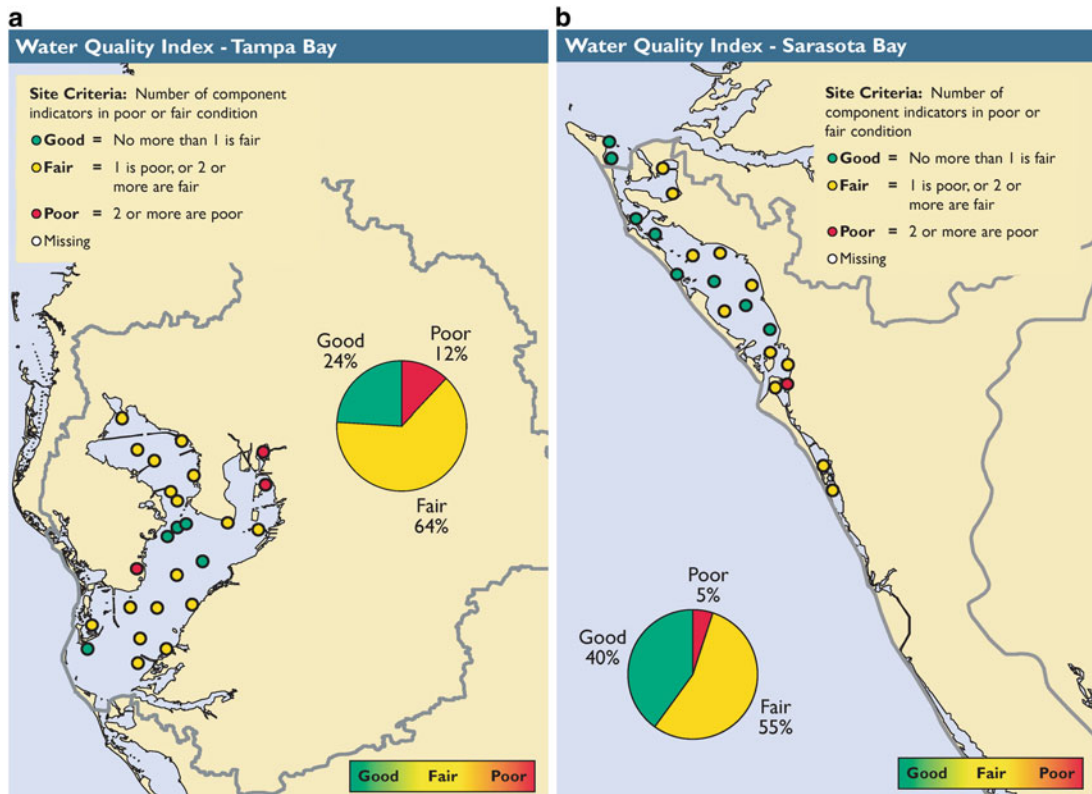 a
Water Quality Index - Tampa Bay
Site Criteria: Number of component
indicators in poor or fair condition
Good = No more than 1 is fair
Fair = 1 is poor, or 2 or
more are fair
Poor = 2 or more are poor
Missing
Good
24%
Poor
12%
Fair
64%
Good Fair Poor
b
Water Quality Index - Sarasota Bay
Site Criteria: Number of
component indicators in poor or
fair condition
Good = No more than 1 is fair
Fair = 1 is poor, or 2 or
more are fair
Poor = 2 or more are poor
Missing
Poor
5%
Good
40%
Fair
55%
Good Fair Poor